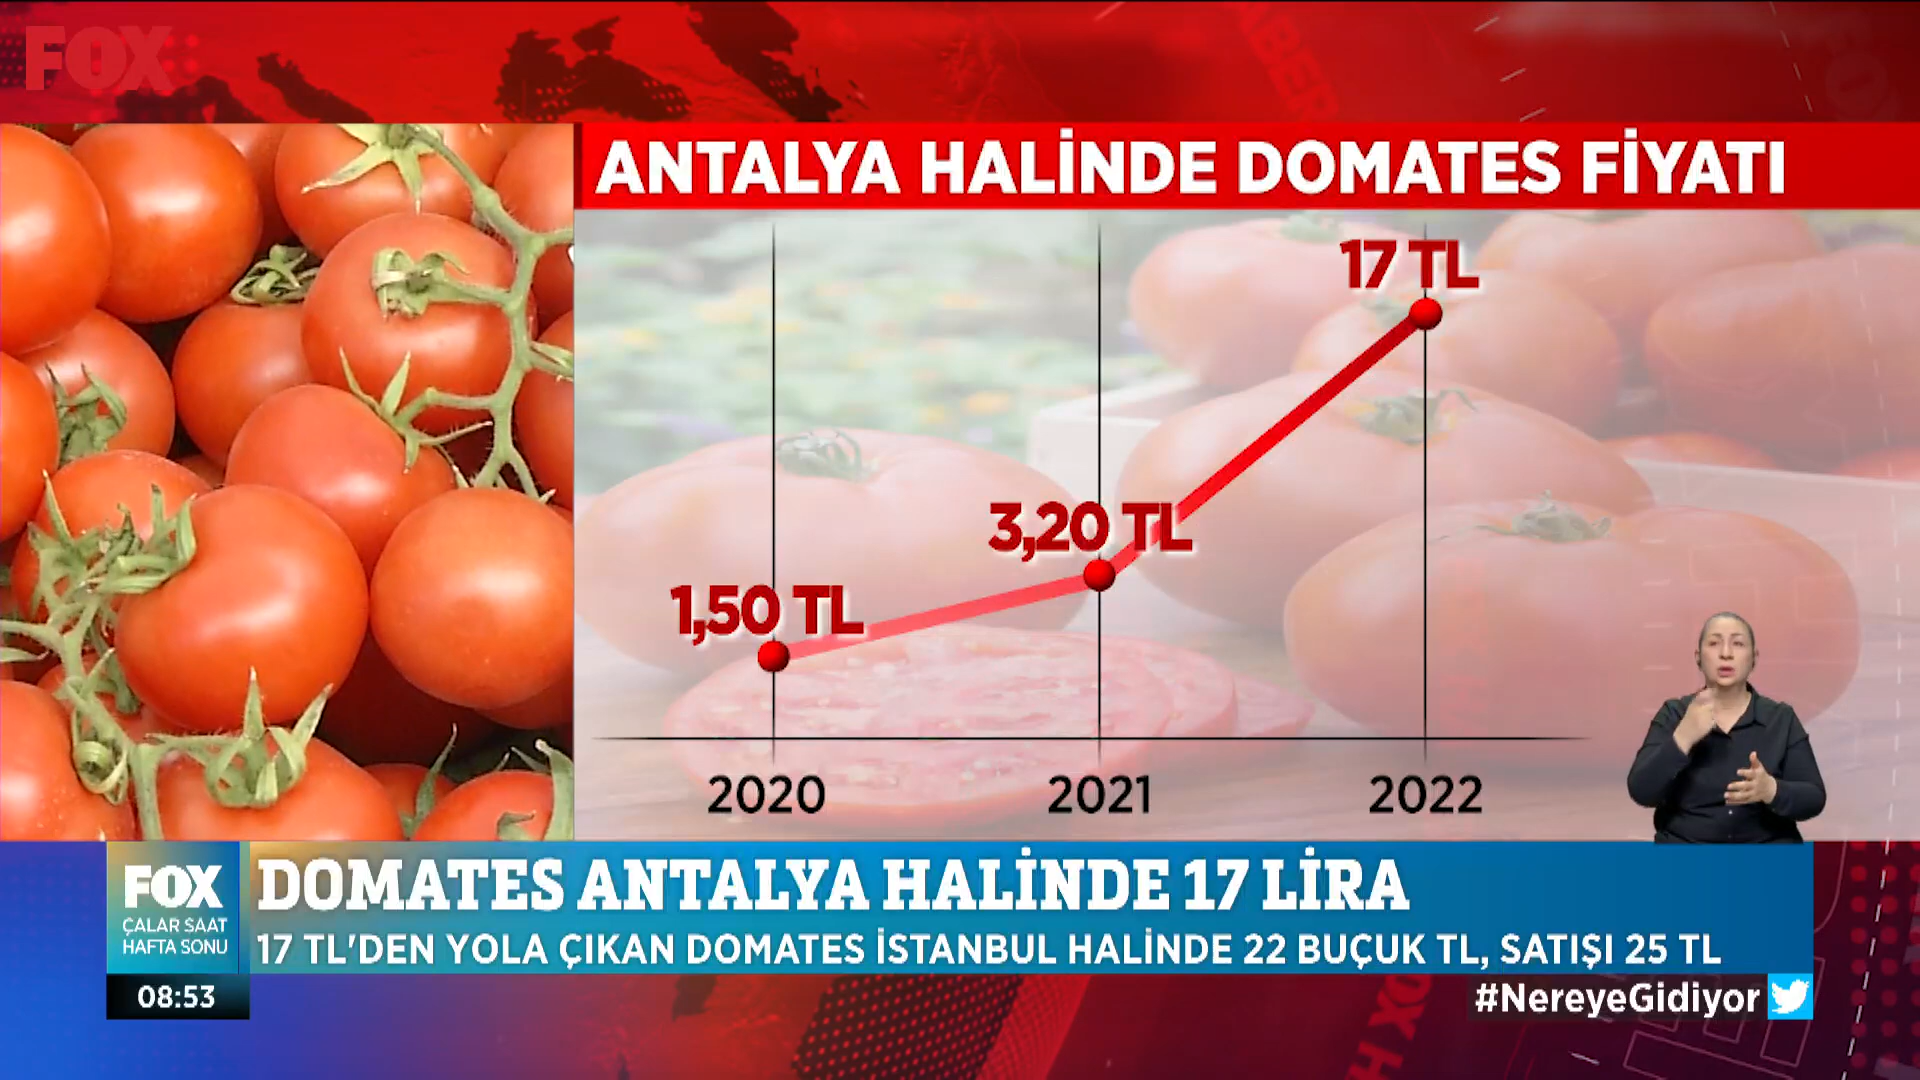 FOX
ANTALYA HALİNDE DOMATES FİYATI
17 TL
3,20 TL
1,50 TL
2020 2021 2022
FOX
ÇALAR SAAT
HAFTA SONU
DOMATES ANTALYA HALİNDE 17 LİRA
17 TL'DEN YOLA ÇIKAN DOMATES İSTANBUL HALİNDE 22 BUÇUK TL, SATIŞI 25 TL
08:53
#NereyeGidiyor